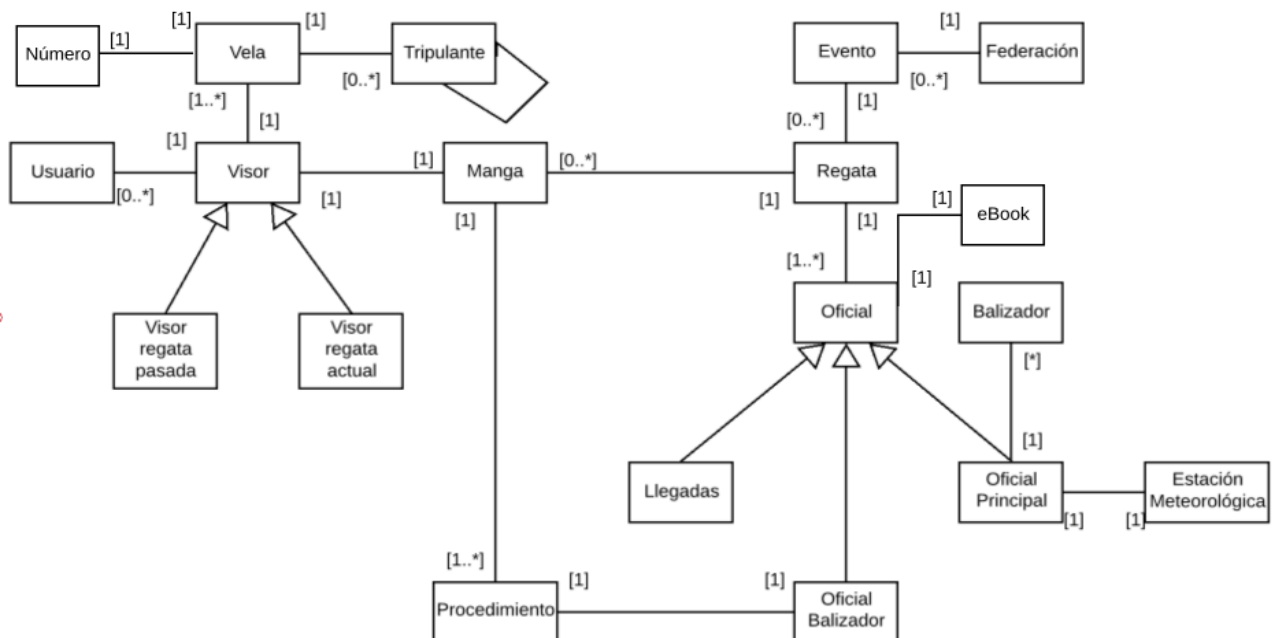 [1] [1] [1] [1]
Número [1] Vela Tripulante Evento Federación
[1..*] [0..*] [1] [0..*]
[1] [1] [0..*]
Usuario Visor [1] Manga [0..*] Regata
[0..*] [1] [1] [1] [1] [1] eBook
[1..*] [1]
Oficial Balizador
Visor
regata
pasada
Visor
regata
actual
[*]
[1]
Llegadas
Oficial
Principal
Estación
Meteorológica
[1] [1]
[1..*] [1] [1]
Procedimiento
Oficial
Balizador